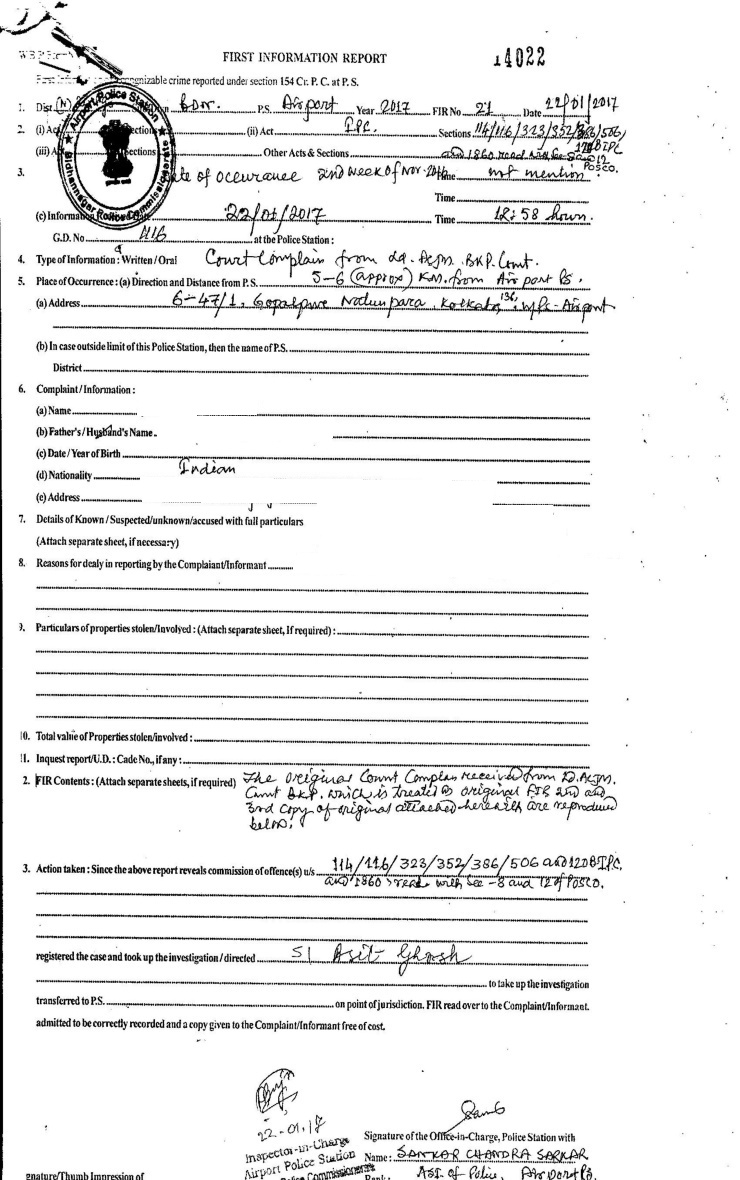 FIRST INFORMATION REPORT
14022
cognizable crime reported under section 154 Cr. P. C. at P. S.
1. Dist. (N) P.S. Airport Year 2017 FIR No 21 Date 22/01/2017
Airport Police Station
Bidhannagar Police Commissionerate
2. (i) Act Sections (ii) Act IPC. Sections 114/116/323/352/386/506/
120B IPC
(iii) Act Sections Other Acts & Sections and 1860 read with Sec 8 and 12
POSCO.
3. Date of occurance 2nd week of Nov. 2016 Time not mention.
Time
(c) Information 22/01/2017 Time 12:58 hours.
G.D. No at the Police Station :
4. Type of Information : Written / Oral Court Complain from Ld. ACJM. BKP. Court.
5. Place of Occurrence : (a) Direction and Distance from P.S. 5-6 (approx) KM. from Airport PS.
(a) Address 6-47/1, Gopalpur Natunpara, Kolkata 136, Airport
(b) In case outside limit of this Police Station, then the name of P.S.
District
6. Complaint / Information :
(a) Name
(b) Father's / Husband's Name
(c) Date / Year of Birth
(d) Nationality Indian
(e) Address
7. Details of Known / Suspected/unknown/accused with full particulars
(Attach separate sheet, if necessary)
8. Reasons for dealy in reporting by the Complaiant/Informant
9. Particulars of properties stolen/Involved : (Attach separate sheet, If required) :
10. Total value of Properties stolen/involved :
11. Inquest report/U.D. : Cade No., if any :
2. FIR Contents : (Attach separate sheets, if required) The original Court Complain received from Ld. ACJM.
Court BKP. which is treated as original FIR 2nd and
3rd copy of original attached herewith are reproduced
below.
3. Action taken : Since the above report reveals commission of offence(s) u/s 114/116/323/352/386/506 and 120B IPC.
and 1860 read with Sec -8 and 12 of POSCO.
registered the case and took up the investigation / directed SI Asit Ghosh
to take up the investigation
transferred to P.S. on point of jurisdiction. FIR read over to the Complaint/Informant.
admitted to be correctly recorded and a copy given to the Complaint/Informant free of cost.
22-01-17
Inspector-in-Charge
Airport Police Station
Police Commissionerate
Signature of the Office-in-Charge, Police Station with
Name : SANKAR CHANDRA SARKAR
Rank : ASI. of Police, Airport PS.
gnature/Thumb Impression of